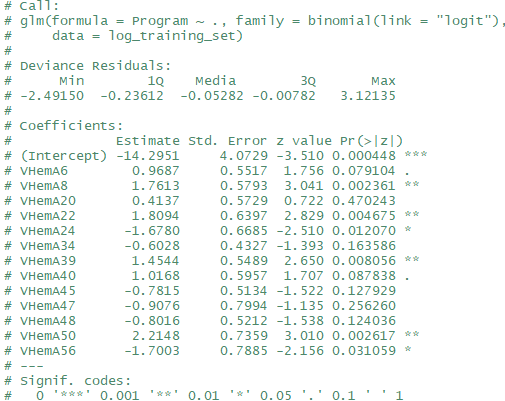 # Call:
# glm(formula = Program ~ ., family = binomial(link = "logit"),
#     data = log_training_set)
#
# Deviance Residuals:
#      Min       1Q    Media       3Q      Max
# -2.49150  -0.23612  -0.05282 -0.00782  3.12135
#
# Coefficients:
#             Estimate Std. Error z value Pr(>|z|)
# (Intercept) -14.2951     4.0729 -3.510 0.000448 ***
# VHemA6        0.9687     0.5517  1.756 0.079104 .
# VHemA8        1.7613     0.5793  3.041 0.002361 **
# VHemA20       0.4137     0.5729  0.722 0.470243
# VHemA22       1.8094     0.6397  2.829 0.004675 **
# VHemA24      -1.6780     0.6685 -2.510 0.012070 *
# VHemA34      -0.6028     0.4327 -1.393 0.163586
# VHemA39       1.4544     0.5489  2.650 0.008056 **
# VHemA40       1.0168     0.5957  1.707 0.087838 .
# VHemA45      -0.7815     0.5134 -1.522 0.127929
# VHemA47      -0.9076     0.7994 -1.135 0.256260
# VHemA48      -0.8016     0.5212 -1.538 0.124036
# VHemA50       2.2148     0.7359  3.010 0.002617 **
# VHemA56      -1.7003     0.7885 -2.156 0.031059 *
# ---
# Signif. codes:
#   0 '***' 0.001 '**' 0.01 '*' 0.05 '.' 0.1 ' ' 1